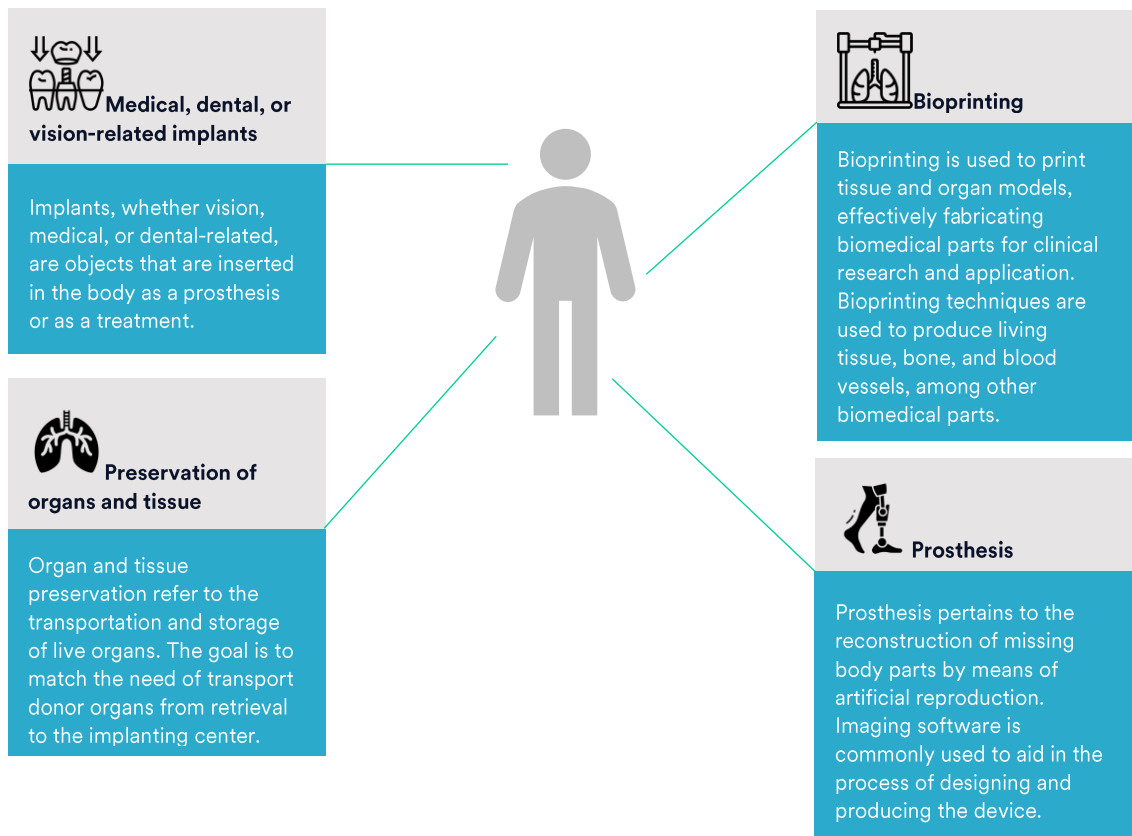 Medical, dental, or
vision-related implants
Implants, whether vision,
medical, or dental-related,
are objects that are inserted
in the body as a prosthesis
or as a treatment.
Preservation of
organs and tissue
Organ and tissue
preservation refer to the
transportation and storage
of live organs. The goal is to
match the need of transport
donor organs from retrieval
to the implanting center.
Bioprinting
Bioprinting is used to print
tissue and organ models,
effectively fabricating
biomedical parts for clinical
research and application.
Bioprinting techniques are
used to produce living
tissue, bone, and blood
vessels, among other
biomedical parts.
Prosthesis
Prosthesis pertains to the
reconstruction of missing
body parts by means of
artificial reproduction.
Imaging software is
commonly used to aid in the
process of designing and
producing the device.